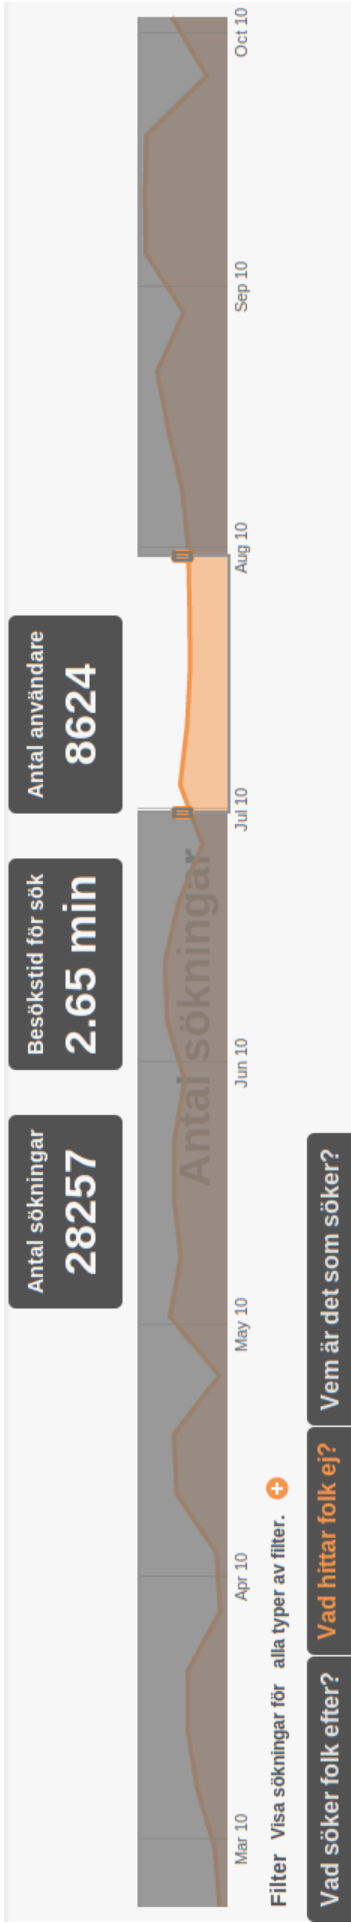 Antal sökningar
28257
Besökstid för sök
2.65 min
Antal användare
8624
Antal sökningar
Mar 10
Apr 10
May 10
Jun 10
Jul 10
Aug 10
Sep 10
Oct 10
Filter Visa sökningar för alla typer av filter.
Vad söker folk efter?
Vad hittar folk ej?
Vem är det som söker?